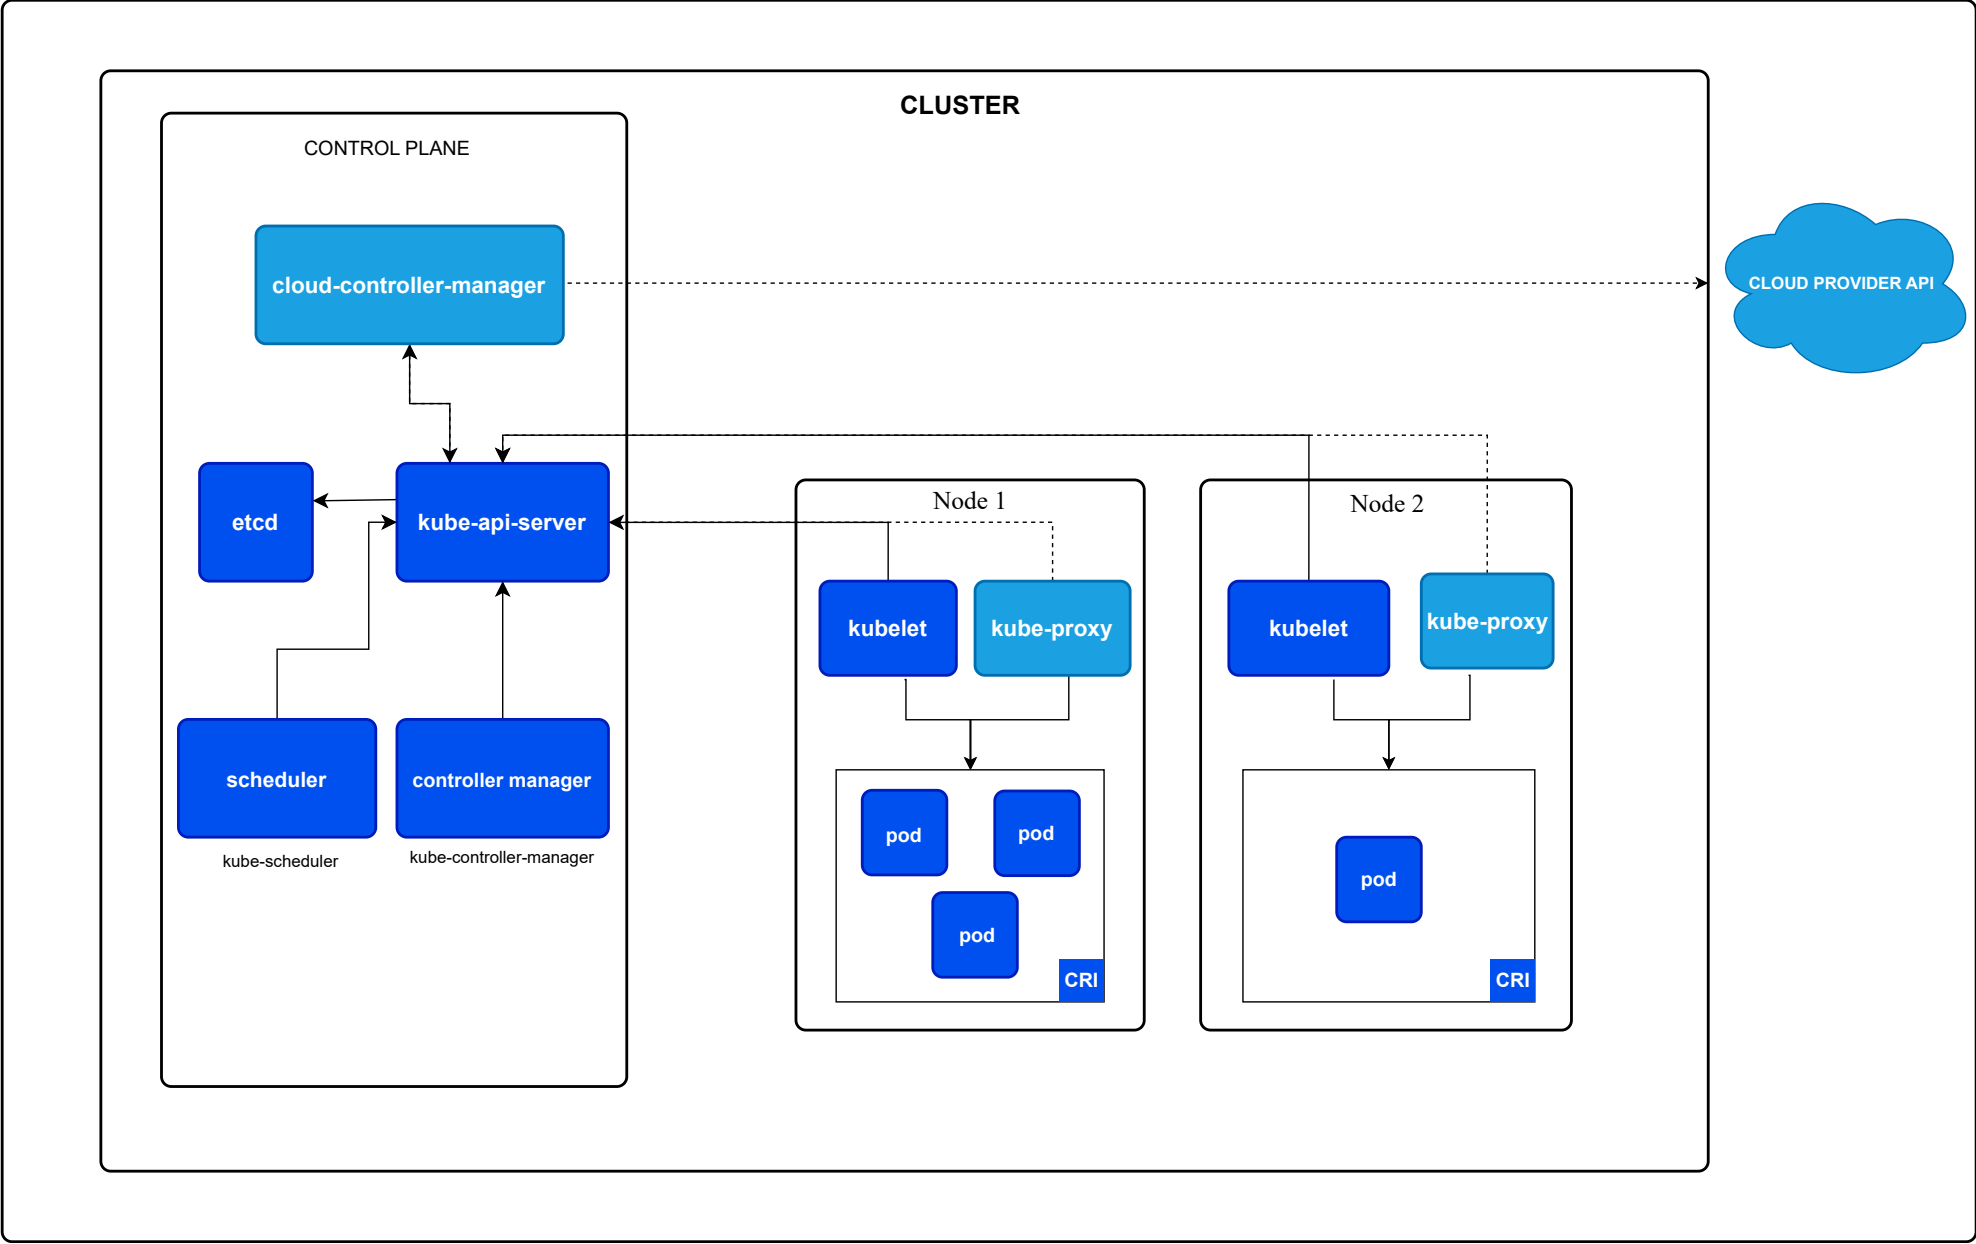 CLUSTER
CONTROL PLANE
cloud-controller-manager
CLOUD PROVIDER API
etcd
kube-api-server
scheduler
controller manager
kube-scheduler
kube-controller-manager
Node 1
kubelet
kube-proxy
pod
pod
pod
CRI
Node 2
kubelet
kube-proxy
pod
CRI